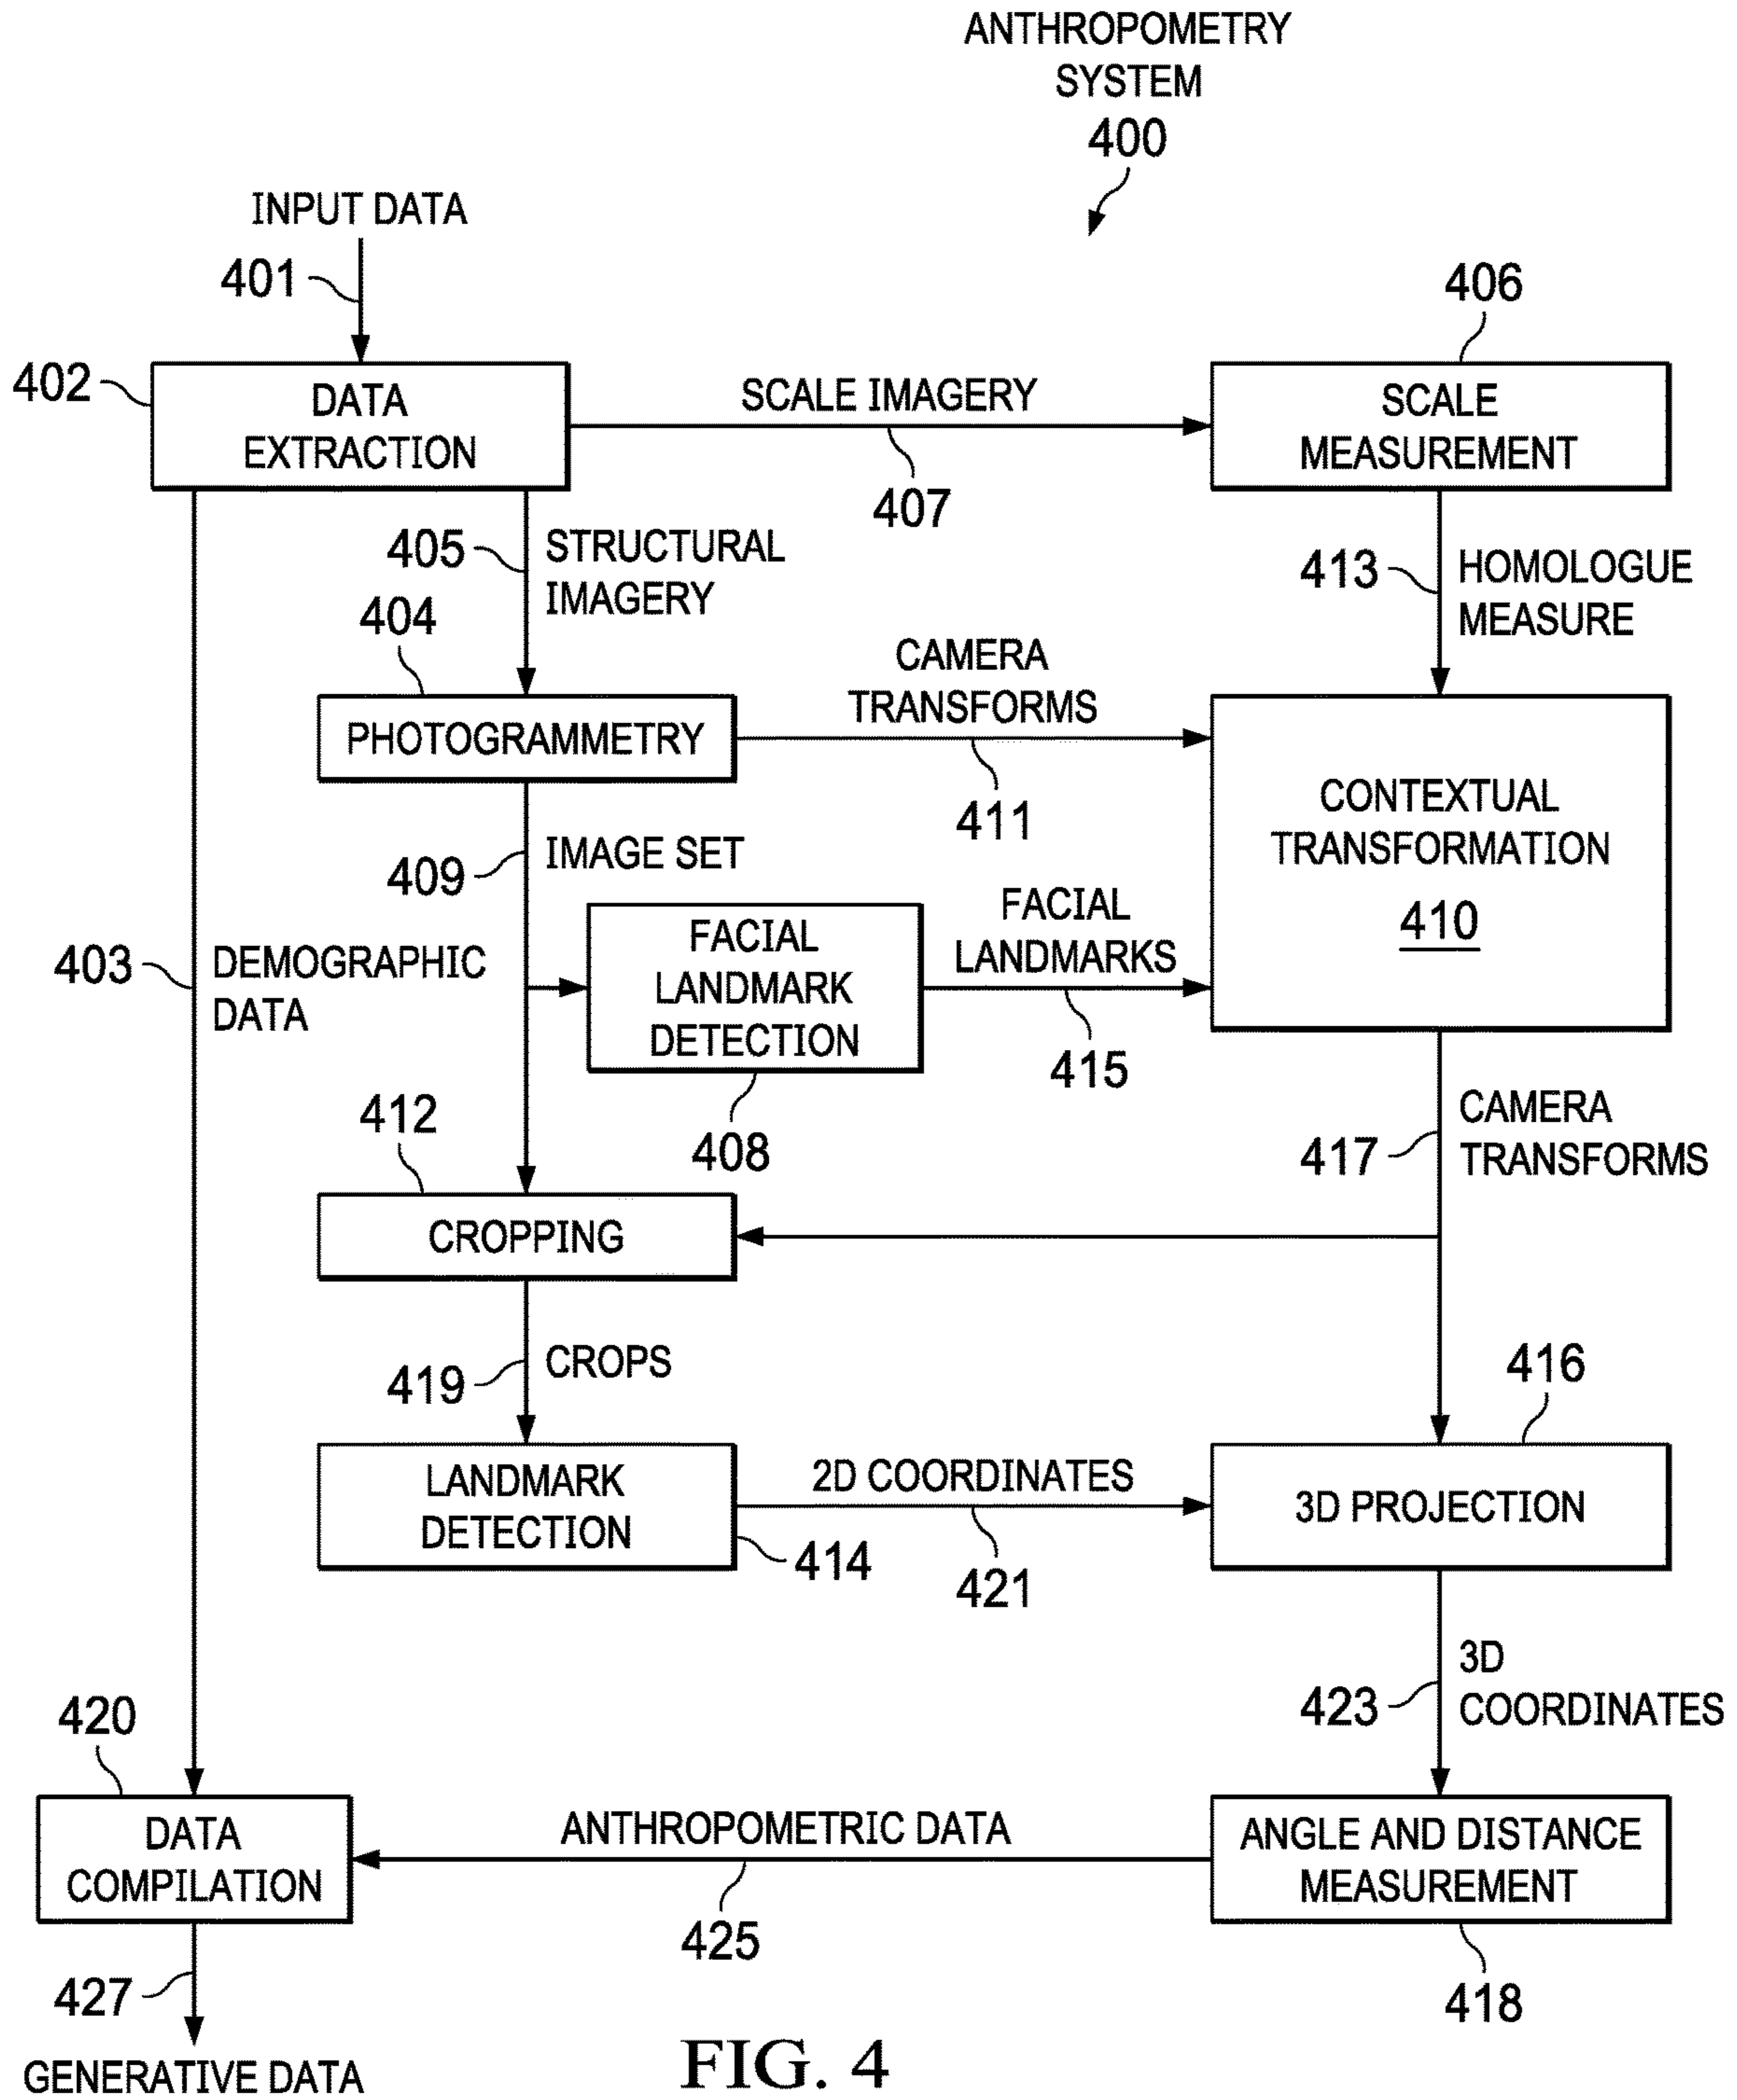 ANTHROPOMETRY
SYSTEM
400
INPUT DATA
401
402
DATA
EXTRACTION
SCALE IMAGERY
407
406
SCALE
MEASUREMENT
405
STRUCTURAL
IMAGERY
413
HOMOLOGUE
MEASURE
404
PHOTOGRAMMETRY
CAMERA
TRANSFORMS
411
CONTEXTUAL
TRANSFORMATION
410
409
IMAGE SET
403
DEMOGRAPHIC
DATA
FACIAL
LANDMARK
DETECTION
408
FACIAL
LANDMARKS
415
412
CROPPING
417
CAMERA
TRANSFORMS
419
CROPS
416
LANDMARK
DETECTION
414
2D COORDINATES
421
3D PROJECTION
423
3D
COORDINATES
420
DATA
COMPILATION
ANTHROPOMETRIC DATA
425
ANGLE AND DISTANCE
MEASUREMENT
418
427
GENERATIVE DATA
FIG. 4